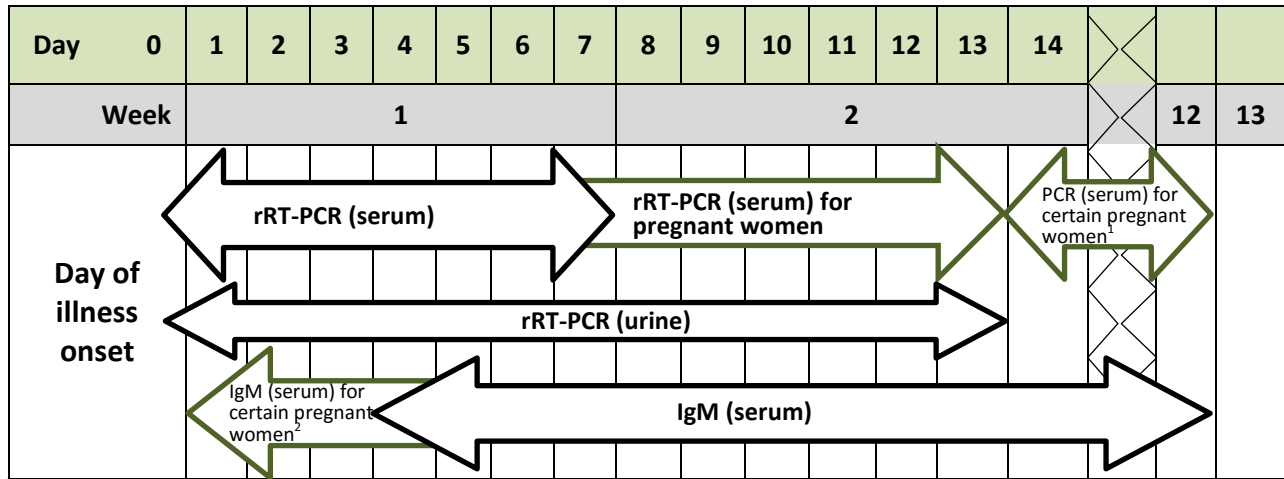 Day 0 1 2 3 4 5 6 7 8 9 10 11 12 13 14
Week 1 2 12 13
rRT-PCR (serum)
rRT-PCR (serum) for
pregnant women
PCR (serum) for
certain pregnant
women¹
Day of
illness
onset
rRT-PCR (urine)
IgM (serum) for
certain pregnant
women²
IgM (serum)